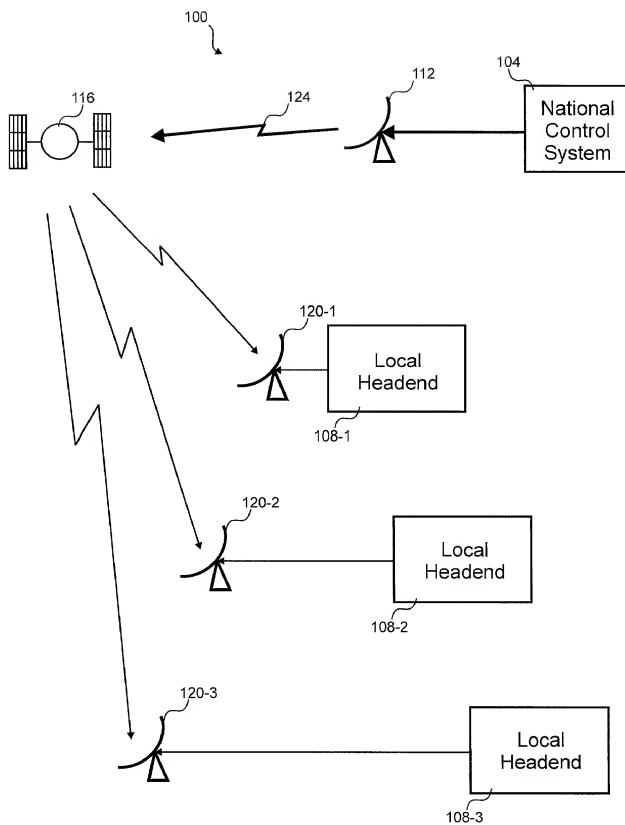 100
116
124
112
104
National
Control
System
120-1
Local
Headend
108-1
120-2
Local
Headend
108-2
120-3
Local
Headend
108-3